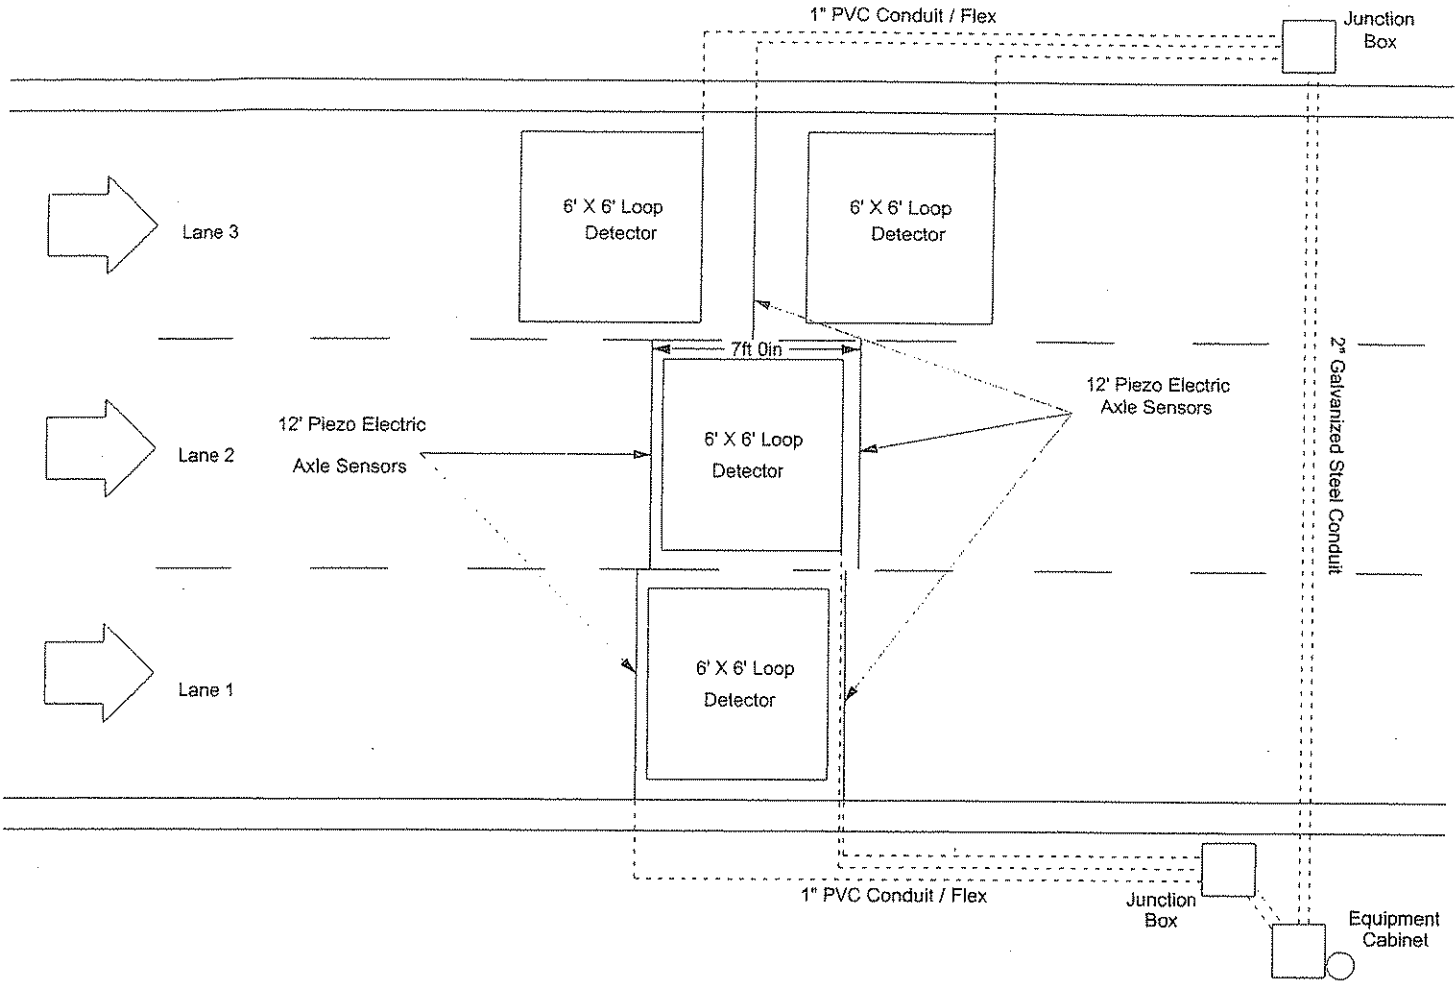 1" PVC Conduit / Flex
Junction
Box
6' X 6' Loop
Detector
6' X 6' Loop
Detector
Lane 3
7ft 0in
2" Galvanized Steel Conduit
12' Piezo Electric
Axle Sensors
12' Piezo Electric
Axle Sensors
6' X 6' Loop
Detector
Lane 2
6' X 6' Loop
Detector
Lane 1
1" PVC Conduit / Flex
Junction
Box
Equipment
Cabinet